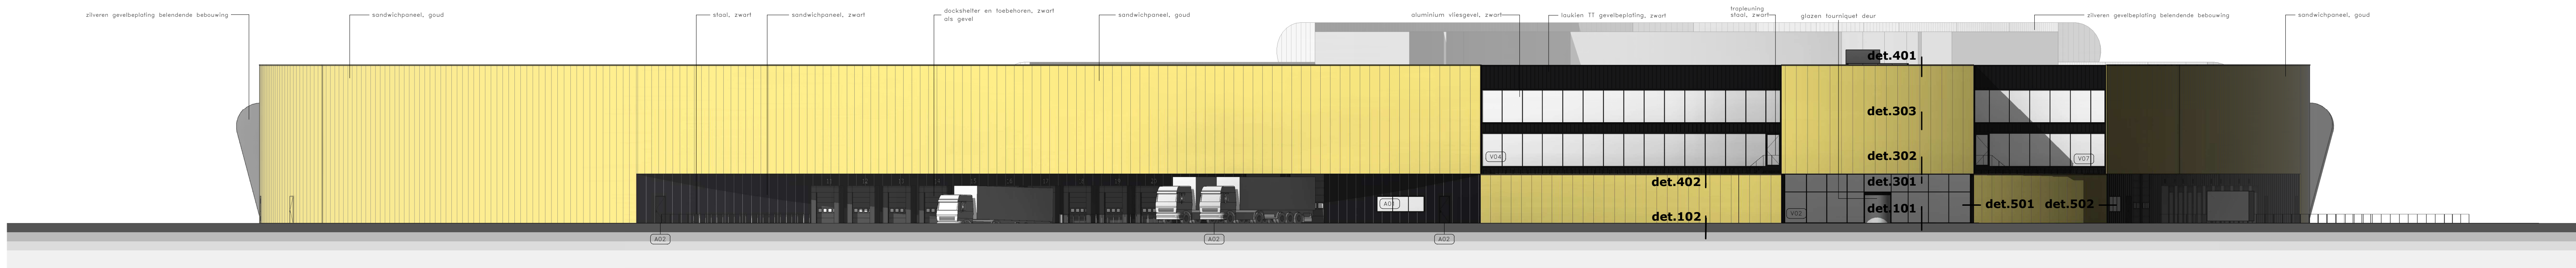 zilveren gevelbeplating belendende bebouwing
sandwichpaneel, goud
staal, zwart
sandwichpaneel, zwart
dockshelter en toebehoren, zwart
als gevel
sandwichpaneel, goud
aluminium vliesgevel, zwart
laukien TT gevelbeplating, zwart
trapleuning
staal, zwart
glazen tourniquet deur
zilveren gevelbeplating belendende bebouwing
sandwichpaneel, goud
det.401
det.303
det.302
V04
V07
det.402
det.301
A01
det.501
det.502
det.101
V02
det.102
A02
A02
A02